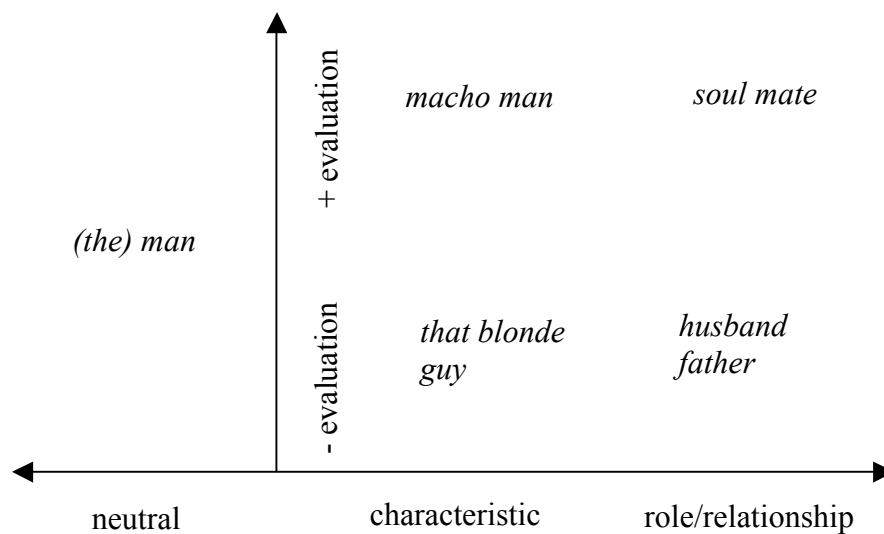 + evaluation
macho man
soul mate
(the) man
- evaluation
that blonde
guy
husband
father
neutral
characteristic
role/relationship